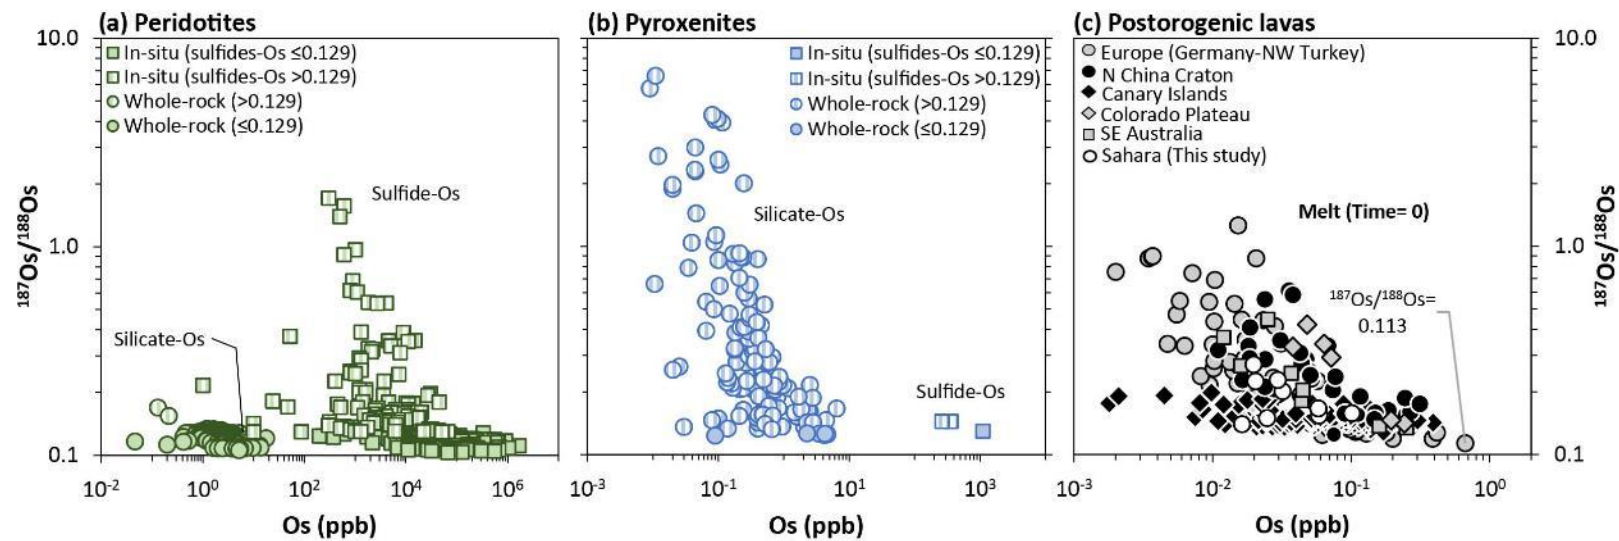 (a) Peridotites
10.0
In-situ (sulfides-Os ≤0.129)
In-situ (sulfides-Os >0.129)
Whole-rock (>0.129)
Whole-rock (≤0.129)
Sulfide-Os
1.0
Silicate-Os
0.1
¹⁸⁷Os/¹⁸⁸Os
10⁻² 10⁰ 10² 10⁴ 10⁶
Os (ppb)
(b) Pyroxenites
In-situ (sulfides-Os ≤0.129)
In-situ (sulfides-Os >0.129)
Whole-rock (>0.129)
Whole-rock (≤0.129)
Silicate-Os
Sulfide-Os
10⁻³ 10⁻¹ 10¹ 10³
Os (ppb)
(c) Postorogenic lavas
10.0
Europe (Germany-NW Turkey)
N China Craton
Canary Islands
Colorado Plateau
SE Australia
Sahara (This study)
Melt (Time= 0)
1.0
¹⁸⁷Os/¹⁸⁸Os=
0.113
0.1
¹⁸⁷Os/¹⁸⁸Os
10⁻³ 10⁻² 10⁻¹ 10⁰
Os (ppb)